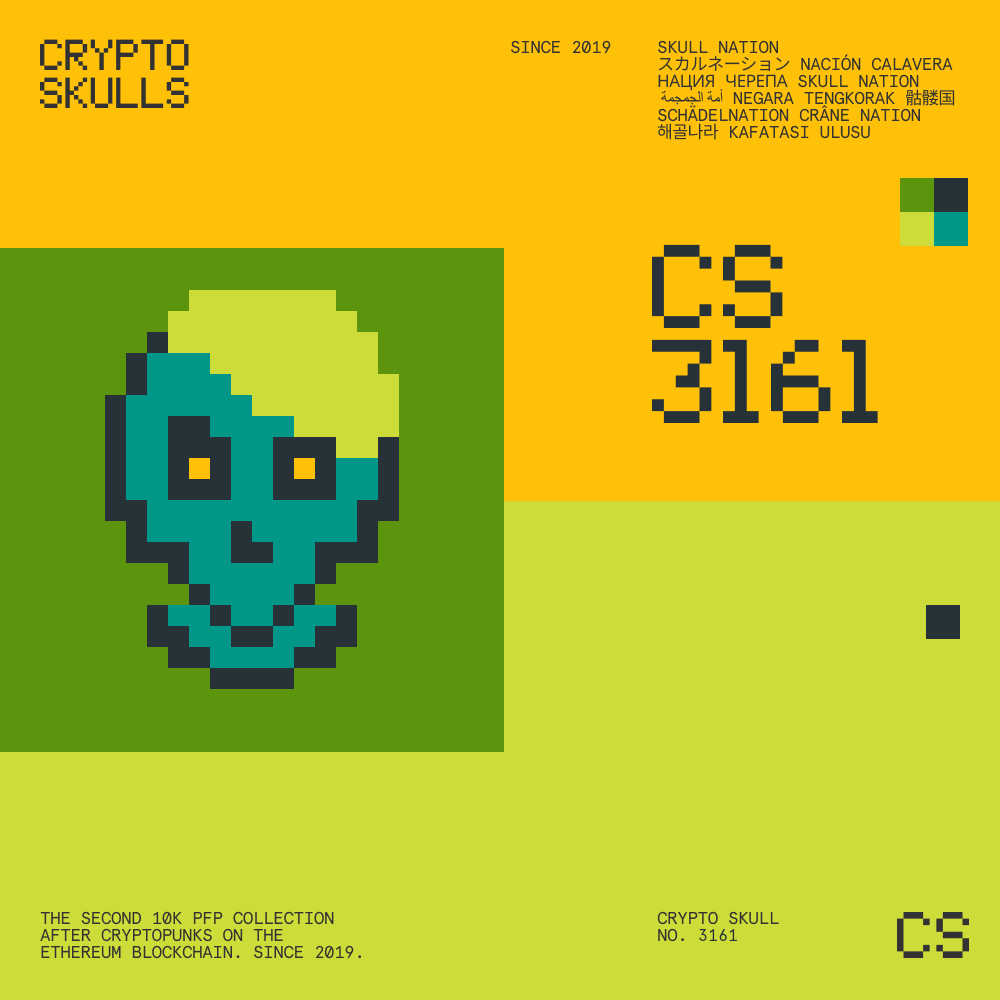 CRYPTO
SKULLS
SINCE 2019
SKULL NATION
スカルネーション NACIÓN CALAVERA
НАЦИЯ ЧЕРЕПА SKULL NATION
أمة الجمجمة NEGARA TENGKORAK 骷髅国
SCHÄDELNATION CRÂNE NATION
해골나라 KAFATASI ULUSU
CS
3161
THE SECOND 10K PFP COLLECTION
AFTER CRYPTOPUNKS ON THE
ETHEREUM BLOCKCHAIN. SINCE 2019.
CRYPTO SKULL
NO. 3161
CS